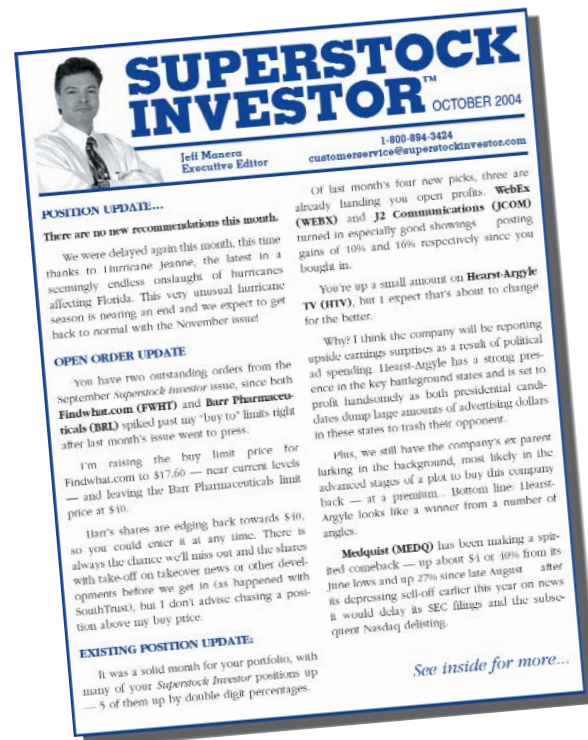 SUPERSTOCK
INVESTOR™
OCTOBER 2004
Jeff Manera
Executive Editor
1-800-894-3424
customerservice@superstockinvestor.com
POSITION UPDATE...
There are no new recommendations this month.
We were delayed again this month, this time
thanks to Hurricane Jeanne, the latest in a
seemingly endless onslaught of hurricanes
affecting Florida. This very unusual hurricane
season is nearing an end and we expect to get
back to normal with the November issue!
OPEN ORDER UPDATE
You have two outstanding orders from the
September Superstock Investor issue, since both
Findwhat.com (FWHT) and Barr Pharmaceu-
ticals (BRL) spiked past my "buy to" limits right
after last month's issue went to press.
I'm raising the buy limit price for
Findwhat.com to $17.60 — near current levels
— and leaving the Barr Pharmaceuticals limit
price at $40.
Barr's shares are edging back towards $40,
so you could enter it at any time. There is
always the chance we'll miss out and the shares
with take-off on takeover news or other devel-
opments before we get in (as happened with
SouthTrust), but I don't advise chasing a posi-
tion above my buy price.
EXISTING POSITION UPDATE:
It was a solid month for your portfolio, with
many of your Superstock Investor positions up
— 5 of them up by double digit percentages.
Of last month's four new picks, three are
already handing you open profits. WebEx
(WEBX) and J2 Communications (JCOM)
turned in especially good showings posting
gains of 10% and 16% respectively since you
bought in.
You're up a small amount on Hearst-Argyle
TV (HTV), but I expect that's about to change
for the better.
Why? I think the company will be reporting
upside earnings surprises as a result of political
ad spending. Hearst-Argyle has a strong pres-
ence in the key battleground states and is set to
profit handsomely as both presidential candi-
dates dump large amounts of advertising dollars
in these states to trash their opponent.
Plus, we still have the company's ex parent
lurking in the background, most likely in the
advanced stages of a plot to buy this company
back — at a premium... Bottom line: Hearst-
Argyle looks like a winner from a number of
angles.
Medquist (MEDQ) has been making a spir-
ited comeback — up about $4 or 40% from its
June lows and up 27% since late August after
its depressing sell-off earlier this year on news
it would delay its SEC filings and the subse-
quent Nasdaq delisting.
See inside for more...